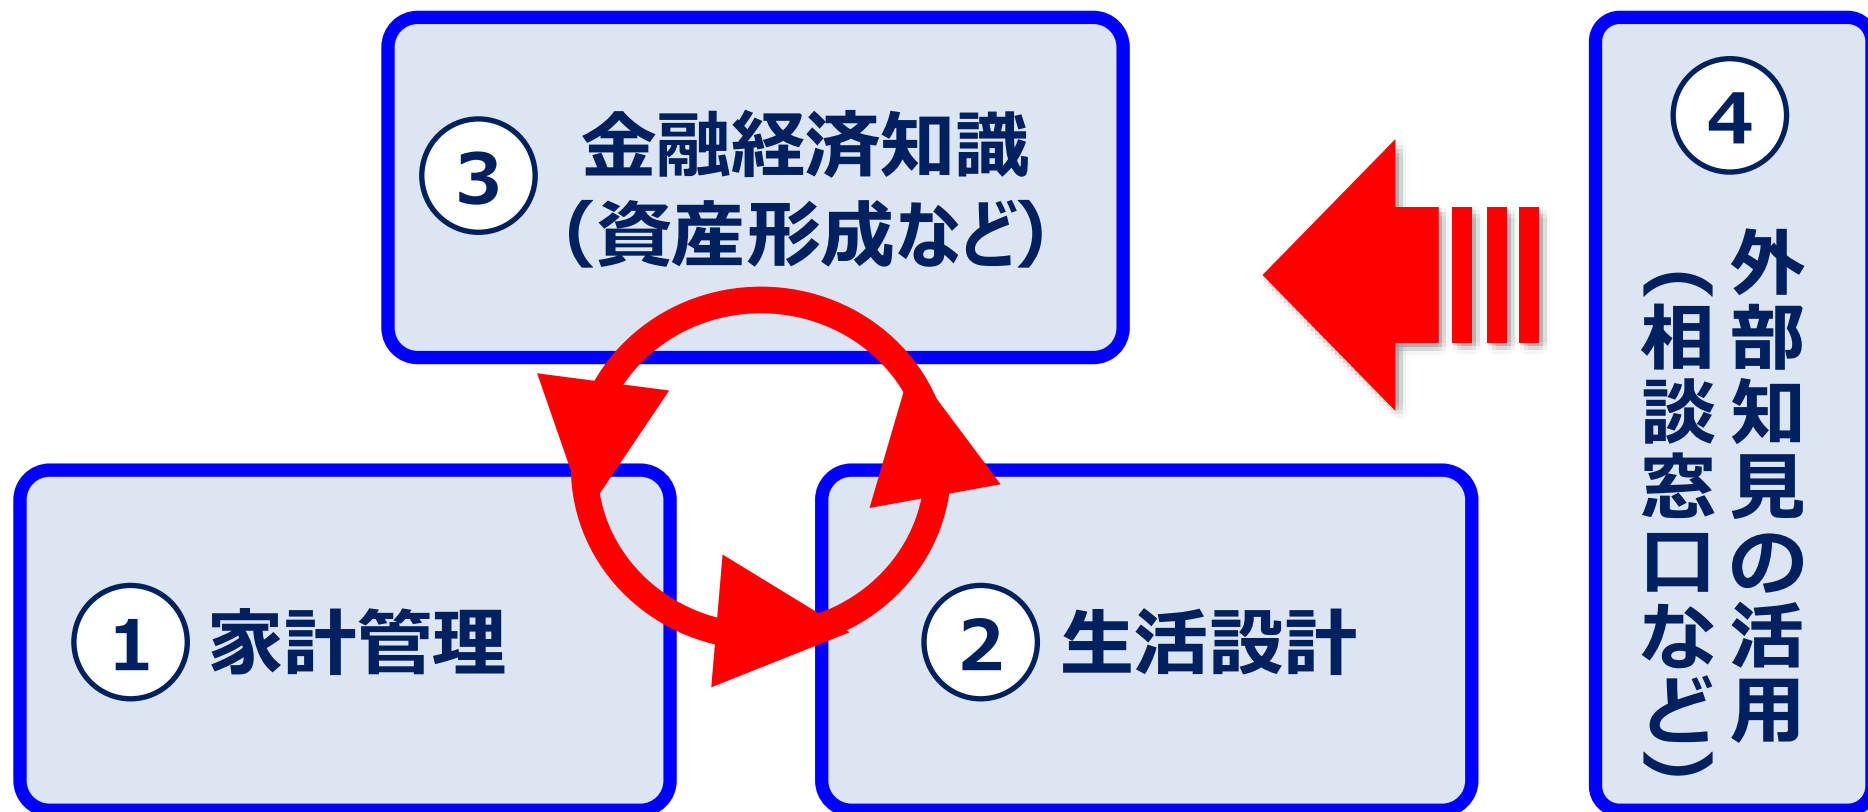 ③ 金融経済知識
（資産形成など）
① 家計管理
② 生活設計
④
外部知見の活用
（相談窓口など）